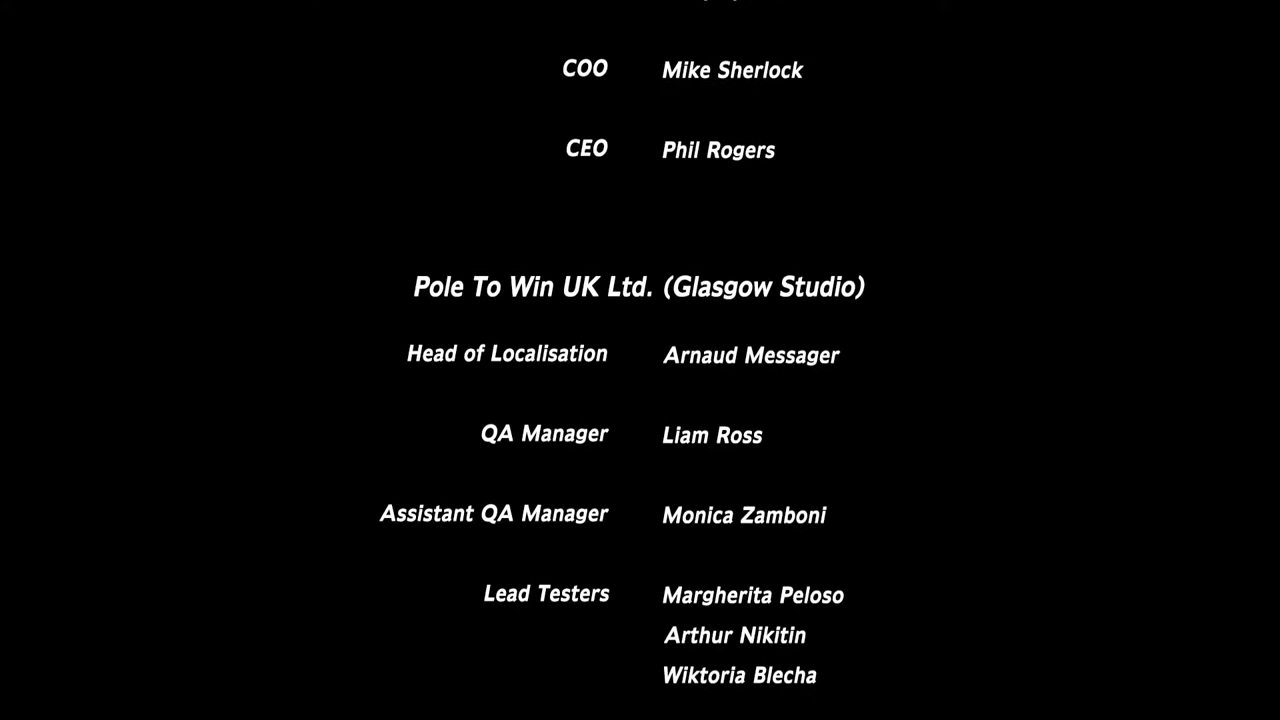 COO Mike Sherlock
CEO Phil Rogers
Pole To Win UK Ltd. (Glasgow Studio)
Head of Localisation Arnaud Messager
QA Manager Liam Ross
Assistant QA Manager Monica Zamboni
Lead Testers Margherita Peloso
Arthur Nikitin
Wiktoria Blecha